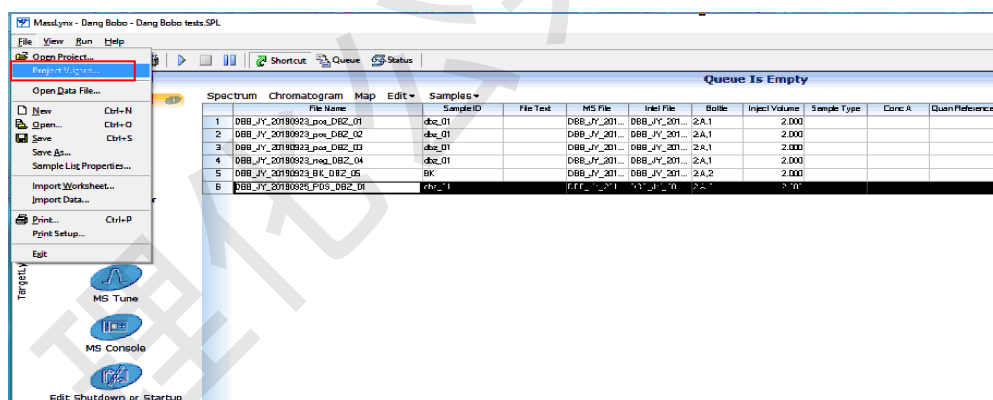 MassLynx - Dang Bobo - Dang Bobo tests.SPL
File View Run Help
Shortcut Queue Status
Queue Is Empty
Open Project...
Project Wizard...
Open Data File...
New Ctrl+N
Open... Ctrl+O
Save Ctrl+S
Save As...
Sample List Properties...
Import Worksheet...
Import Data...
Print... Ctrl+P
Print Setup...
Exit
Spectrum Chromatogram Map Edit Samples
File Name Sample ID File Text MS File Inlet File Bottle Inject Volume Sample Type Conc A Quan Reference
1 DBB_JY_20190923_pos_DBZ_01 dbz_01 DBB_JY_201... DBB_JY_201... 2:A,1 2.000
2 DBB_JY_20190923_pos_DBZ_02 dbz_01 DBB_JY_201... DBB_JY_201... 2:A,1 2.000
3 DBB_JY_20190923_pos_DBZ_03 dbz_01 DBB_JY_201... DBB_JY_201... 2:A,1 2.000
4 DBB_JY_20190923_neg_DBZ_04 dbz_01 DBB_JY_201... DBB_JY_201... 2:A,1 2.000
5 DBB_JY_20190923_BK_DBZ_05 BK DBB_JY_201... DBB_JY_201... 2:A,2 2.000
6 DBB_JY_20190925_POS_DBZ_01
TargetLy
MS Tune
MS Console
Edit Shutdown or Startup
理化公